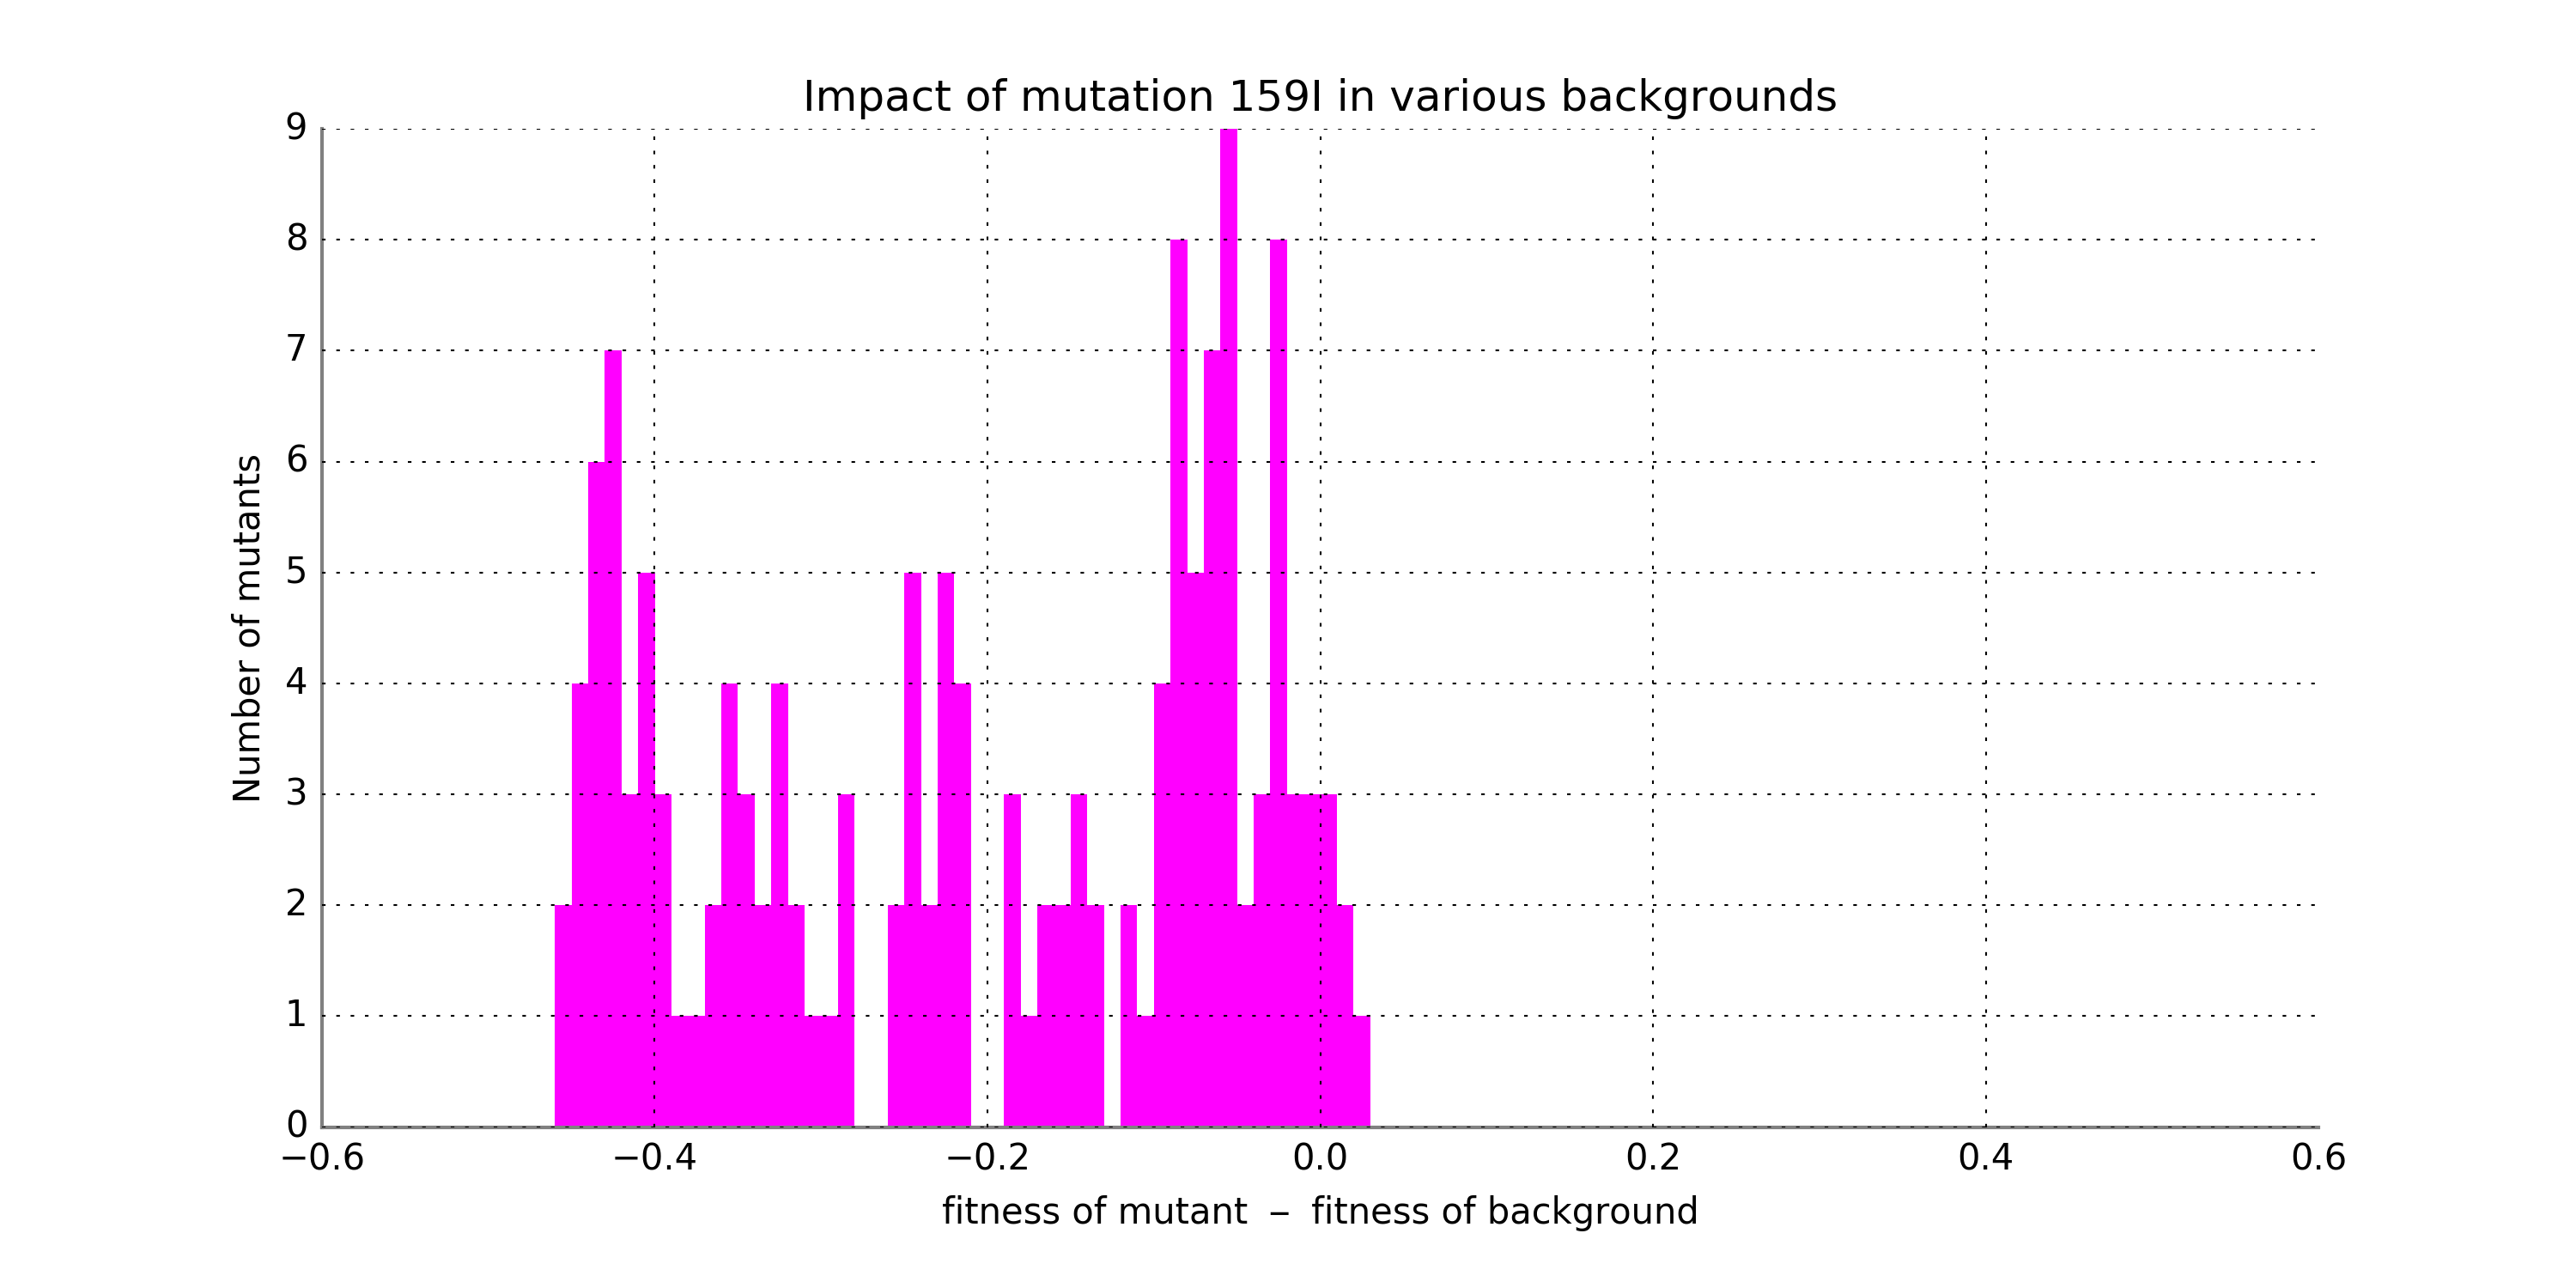 Impact of mutation 159I in various backgrounds
9
8
7
6
5
4
3
2
1
0
Number of mutants
−0.6 −0.4 −0.2 0.0 0.2 0.4 0.6
fitness of mutant − fitness of background